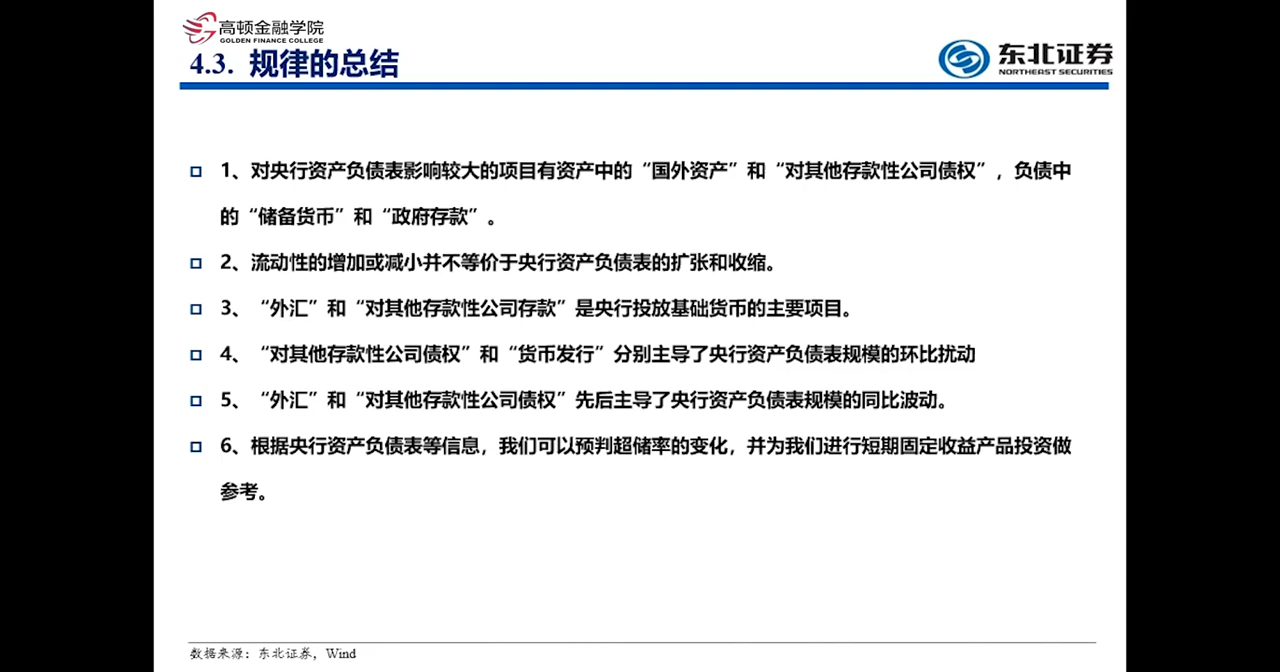 高顿金融学院
GOLDEN FINANCE COLLEGE
4.3. 规律的总结
东北证券
NORTHEAST SECURITIES
1、对央行资产负债表影响较大的项目有资产中的“国外资产”和“对其他存款性公司债权”，负债中
的“储备货币”和“政府存款”。
2、流动性的增加或减小并不等价于央行资产负债表的扩张和收缩。
3、“外汇”和“对其他存款性公司存款”是央行投放基础货币的主要项目。
4、“对其他存款性公司债权”和“货币发行”分别主导了央行资产负债表规模的环比扰动
5、“外汇”和“对其他存款性公司债权”先后主导了央行资产负债表规模的同比波动。
6、根据央行资产负债表等信息，我们可以预判超储率的变化，并为我们进行短期固定收益产品投资做
参考。
数据来源：东北证券，Wind